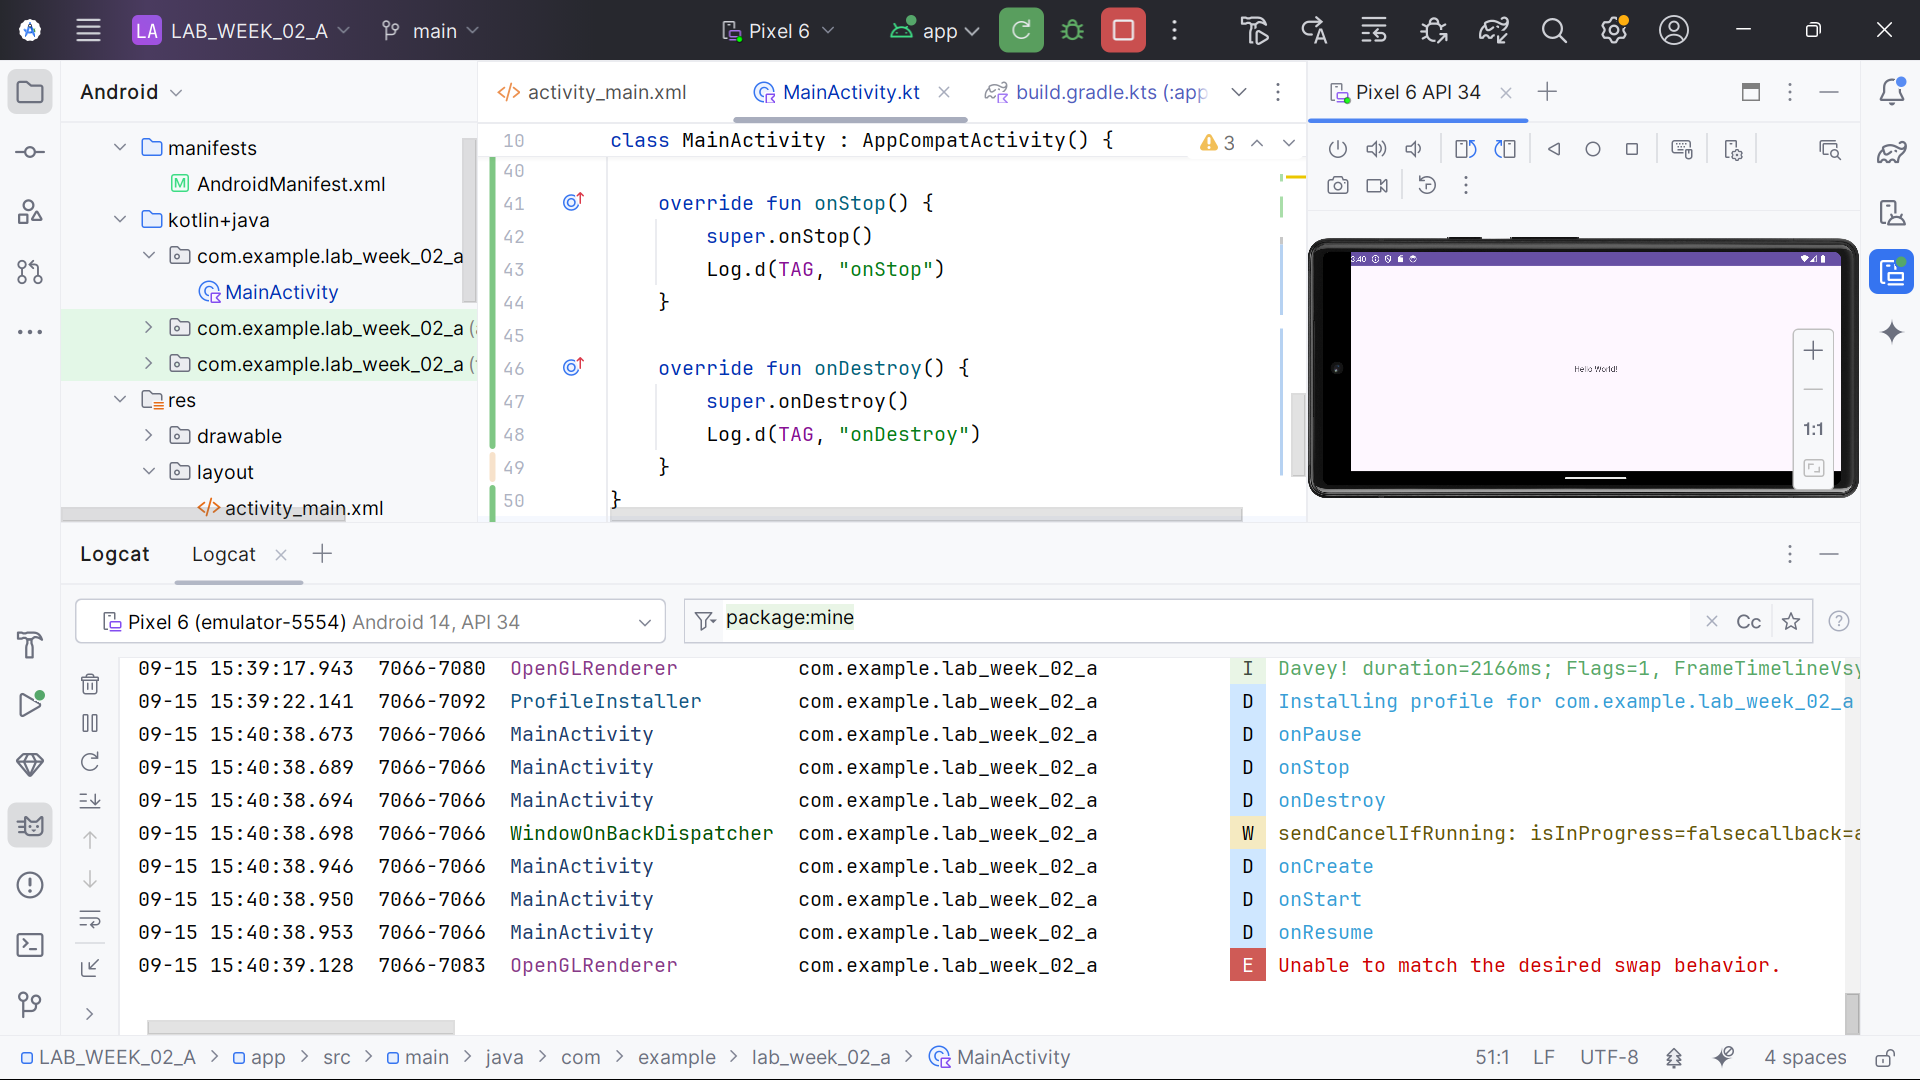 LA LAB_WEEK_02_A main Pixel 6 app
Android
manifests
AndroidManifest.xml
kotlin+java
com.example.lab_week_02_a
MainActivity
com.example.lab_week_02_a
com.example.lab_week_02_a
res
drawable
layout
activity_main.xml
activity_main.xml MainActivity.kt build.gradle.kts (:app
10 class MainActivity : AppCompatActivity() { 3
40
41 override fun onStop() {
42 super.onStop()
43 Log.d(TAG, "onStop")
44 }
45
46 override fun onDestroy() {
47 super.onDestroy()
48 Log.d(TAG, "onDestroy")
49 }
50 }
Pixel 6 API 34
3:40
Hello World!
1:1
Logcat Logcat
Pixel 6 (emulator-5554) Android 14, API 34 package:mine Cc
09-15 15:39:17.943 7066-7080 OpenGLRenderer com.example.lab_week_02_a I Davey! duration=2166ms; Flags=1, FrameTimelineVsy
09-15 15:39:22.141 7066-7092 ProfileInstaller com.example.lab_week_02_a D Installing profile for com.example.lab_week_02_a
09-15 15:40:38.673 7066-7066 MainActivity com.example.lab_week_02_a D onPause
09-15 15:40:38.689 7066-7066 MainActivity com.example.lab_week_02_a D onStop
09-15 15:40:38.694 7066-7066 MainActivity com.example.lab_week_02_a D onDestroy
09-15 15:40:38.698 7066-7066 WindowOnBackDispatcher com.example.lab_week_02_a W sendCancelIfRunning: isInProgress=falsecallback=a
09-15 15:40:38.946 7066-7066 MainActivity com.example.lab_week_02_a D onCreate
09-15 15:40:38.950 7066-7066 MainActivity com.example.lab_week_02_a D onStart
09-15 15:40:38.953 7066-7066 MainActivity com.example.lab_week_02_a D onResume
09-15 15:40:39.128 7066-7083 OpenGLRenderer com.example.lab_week_02_a E Unable to match the desired swap behavior.
LAB_WEEK_02_A > app > src > main > java > com > example > lab_week_02_a > MainActivity 51:1 LF UTF-8 4 spaces